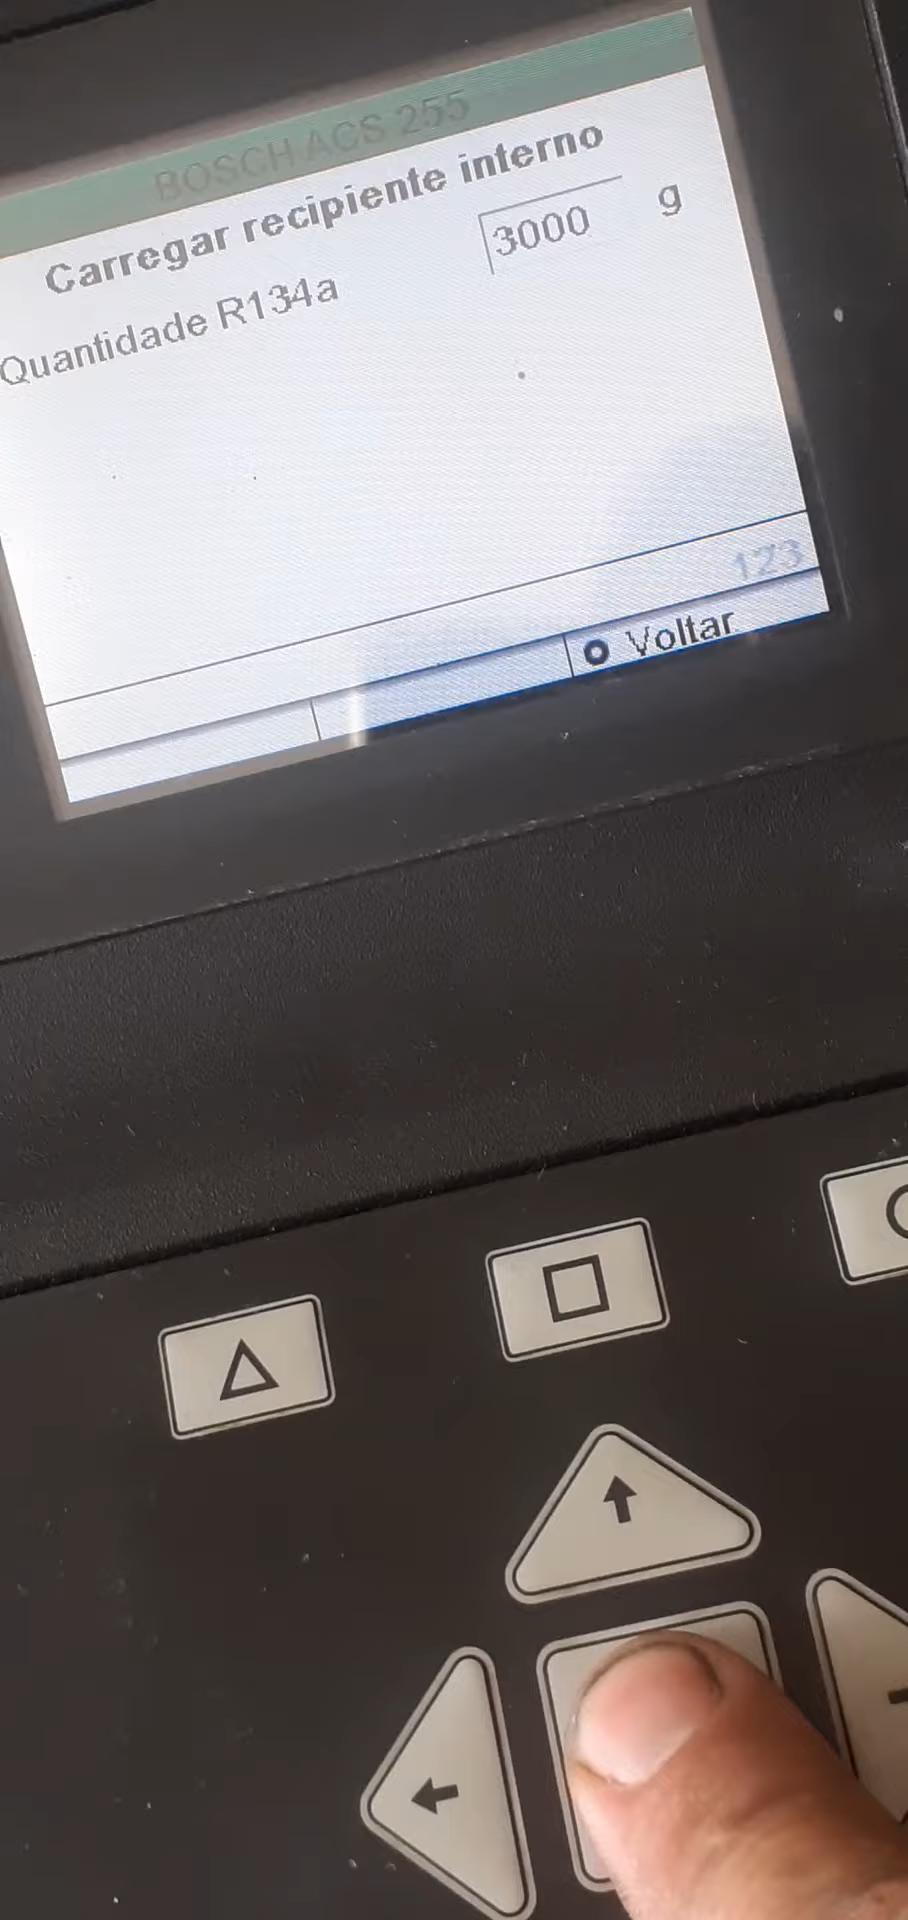 BOSCH ACS 255
Carregar recipiente interno
Quantidade R134a 3000 g
123
Voltar